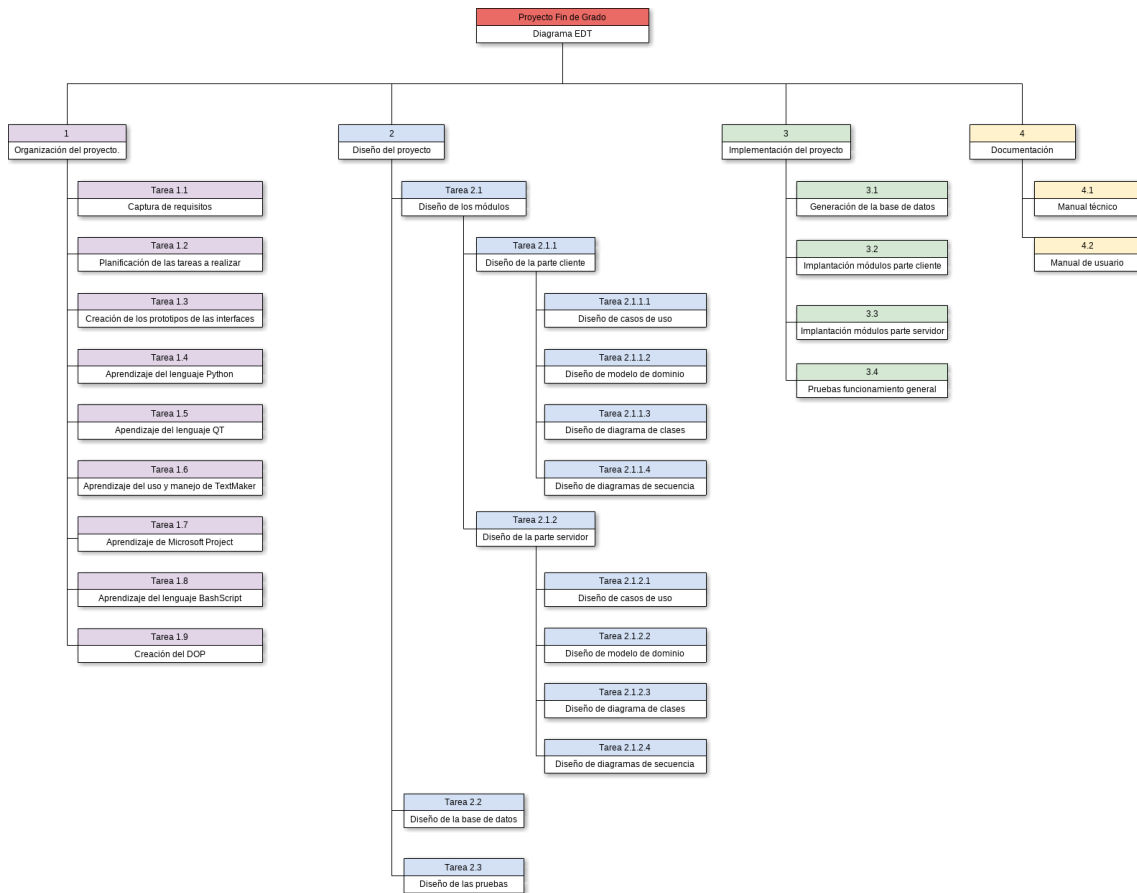 Proyecto Fin de Grado
Diagrama EDT
1
Organización del proyecto.
Tarea 1.1
Captura de requisitos
Tarea 1.2
Planificación de las tareas a realizar
Tarea 1.3
Creación de los prototipos de las interfaces
Tarea 1.4
Aprendizaje del lenguaje Python
Tarea 1.5
Apendizaje del lenguaje QT
Tarea 1.6
Aprendizaje del uso y manejo de TextMaker
Tarea 1.7
Aprendizaje de Microsoft Project
Tarea 1.8
Aprendizaje del lenguaje BashScript
Tarea 1.9
Creación del DOP
2
Diseño del proyecto
Tarea 2.1
Diseño de los módulos
Tarea 2.1.1
Diseño de la parte cliente
Tarea 2.1.1.1
Diseño de casos de uso
Tarea 2.1.1.2
Diseño de modelo de dominio
Tarea 2.1.1.3
Diseño de diagrama de clases
Tarea 2.1.1.4
Diseño de diagramas de secuencia
Tarea 2.1.2
Diseño de la parte servidor
Tarea 2.1.2.1
Diseño de casos de uso
Tarea 2.1.2.2
Diseño de modelo de dominio
Tarea 2.1.2.3
Diseño de diagrama de clases
Tarea 2.1.2.4
Diseño de diagramas de secuencia
Tarea 2.2
Diseño de la base de datos
Tarea 2.3
Diseño de las pruebas
3
Implementación del proyecto
3.1
Generación de la base de datos
3.2
Implantación módulos parte cliente
3.3
Implantación módulos parte servidor
3.4
Pruebas funcionamiento general
4
Documentación
4.1
Manual técnico
4.2
Manual de usuario